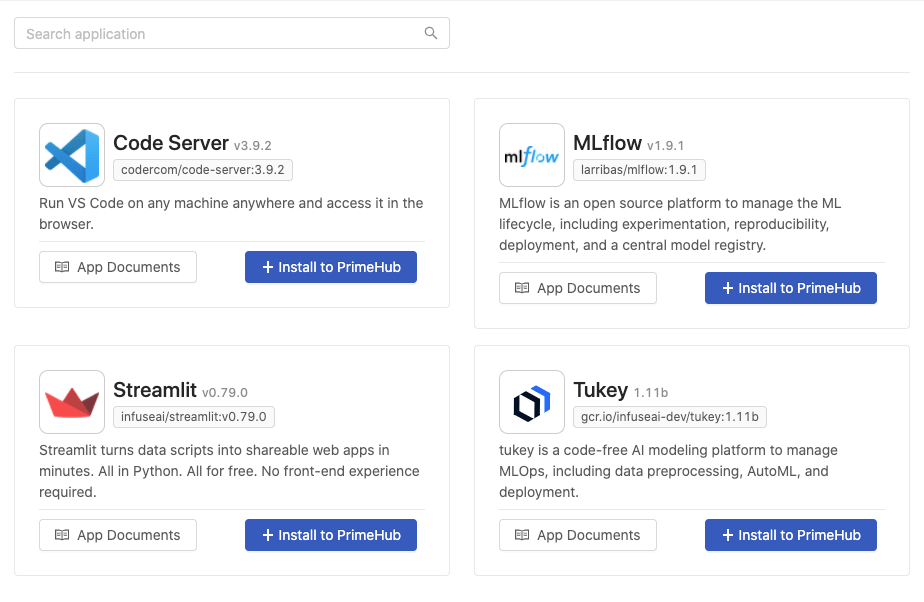 Search application
Code Server v3.9.2
codercom/code-server:3.9.2
Run VS Code on any machine anywhere and access it in the
browser.
App Documents
+ Install to PrimeHub
mlflow
MLflow v1.9.1
larribas/mlflow:1.9.1
MLflow is an open source platform to manage the ML
lifecycle, including experimentation, reproducibility,
deployment, and a central model registry.
App Documents
+ Install to PrimeHub
Streamlit v0.79.0
infuseai/streamlit:v0.79.0
Streamlit turns data scripts into shareable web apps in
minutes. All in Python. All for free. No front-end experience
required.
App Documents
+ Install to PrimeHub
Tukey 1.11b
gcr.io/infuseai-dev/tukey:1.11b
tukey is a code-free AI modeling platform to manage
MLOps, including data preprocessing, AutoML, and
deployment.
App Documents
+ Install to PrimeHub